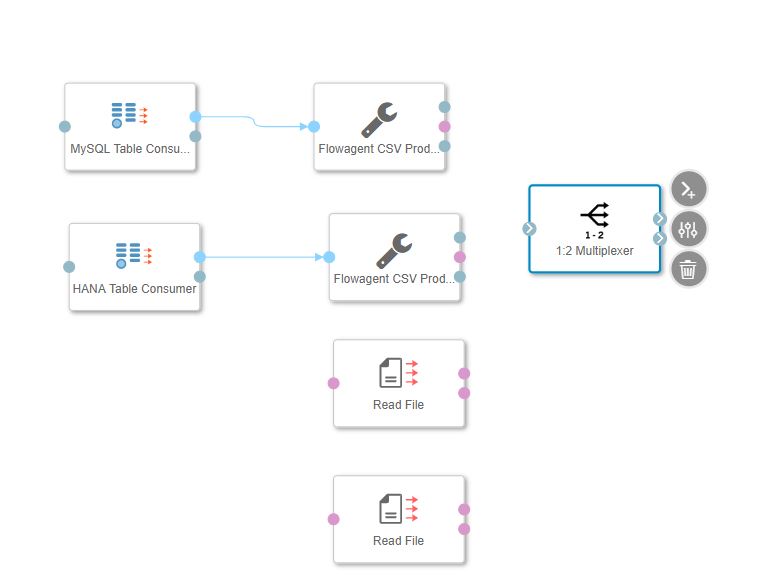 MySQL Table Consu...
Flowagent CSV Prod...
1 - 2
1:2 Multiplexer
HANA Table Consumer
Flowagent CSV Prod...
Read File
Read File